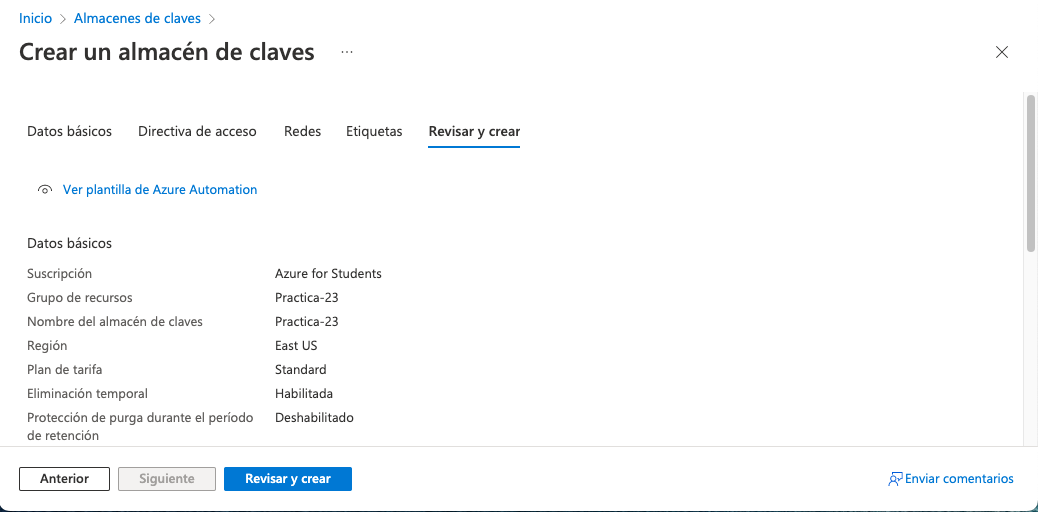 Inicio > Almacenes de claves >
Crear un almacén de claves ...
Datos básicos Directiva de acceso Redes Etiquetas Revisar y crear
Ver plantilla de Azure Automation
Datos básicos
Suscripción Azure for Students
Grupo de recursos Practica-23
Nombre del almacén de claves Practica-23
Región East US
Plan de tarifa Standard
Eliminación temporal Habilitada
Protección de purga durante el período Deshabilitado
de retención
Anterior Siguiente Revisar y crear Enviar comentarios